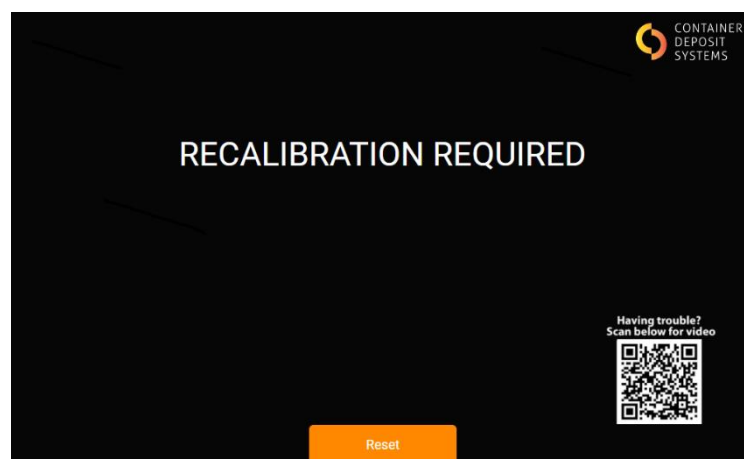 CONTAINER
DEPOSIT
SYSTEMS
RECALIBRATION REQUIRED
Having trouble?
Scan below for video
Reset